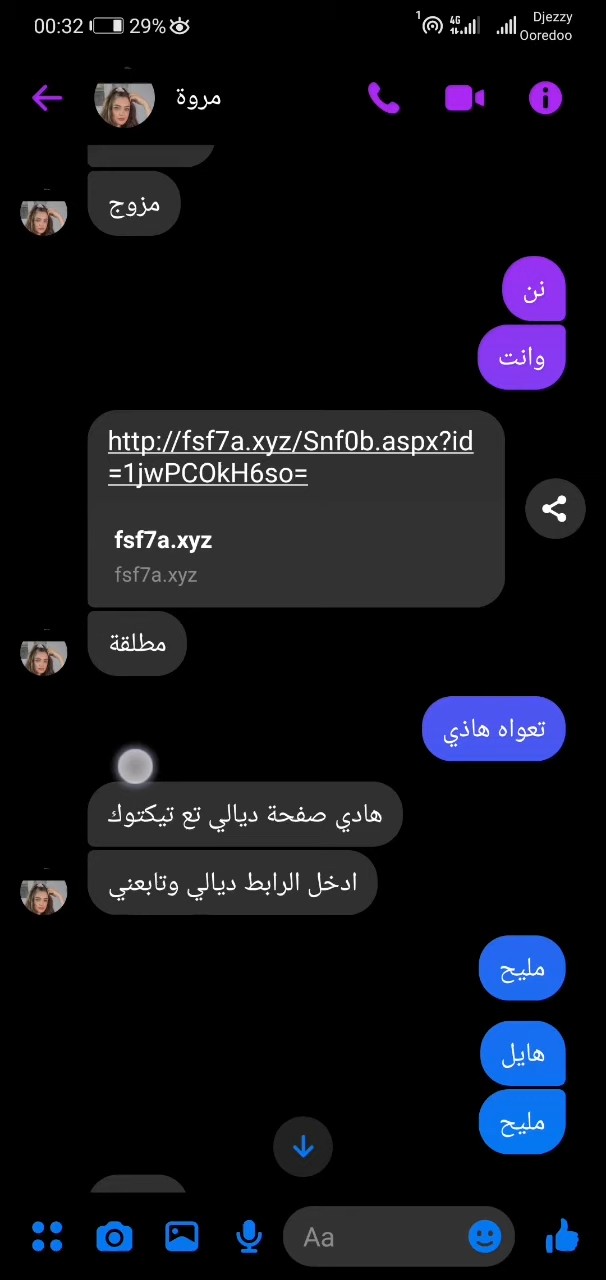 00:32
29%
1
4G
Djezzy
Ooredoo
مروة
مزوج
نن
وانت
http://fsf7a.xyz/Snf0b.aspx?id
=1jwPCOkH6so=
fsf7a.xyz
fsf7a.xyz
مطلقة
تعواه هاذي
هادي صفحة ديالي تع تيكتوك
ادخل الرابط ديالي وتابعني
مليح
هايل
مليح
Aa